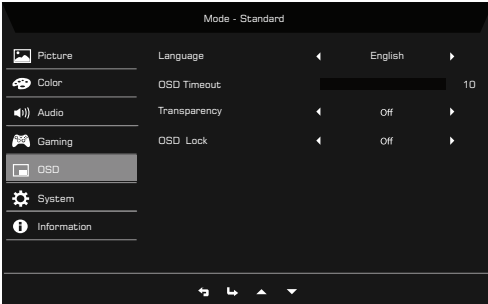 Mode - Standard
Picture
Language English
Color
OSD Timeout 10
Audio
Transparency Off
Gaming
OSD Lock Off
OSD
System
Information